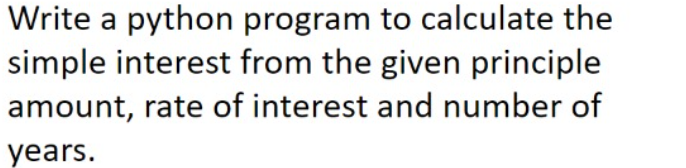 Write a python program to calculate the
simple interest from the given principle
amount, rate of interest and number of
years.